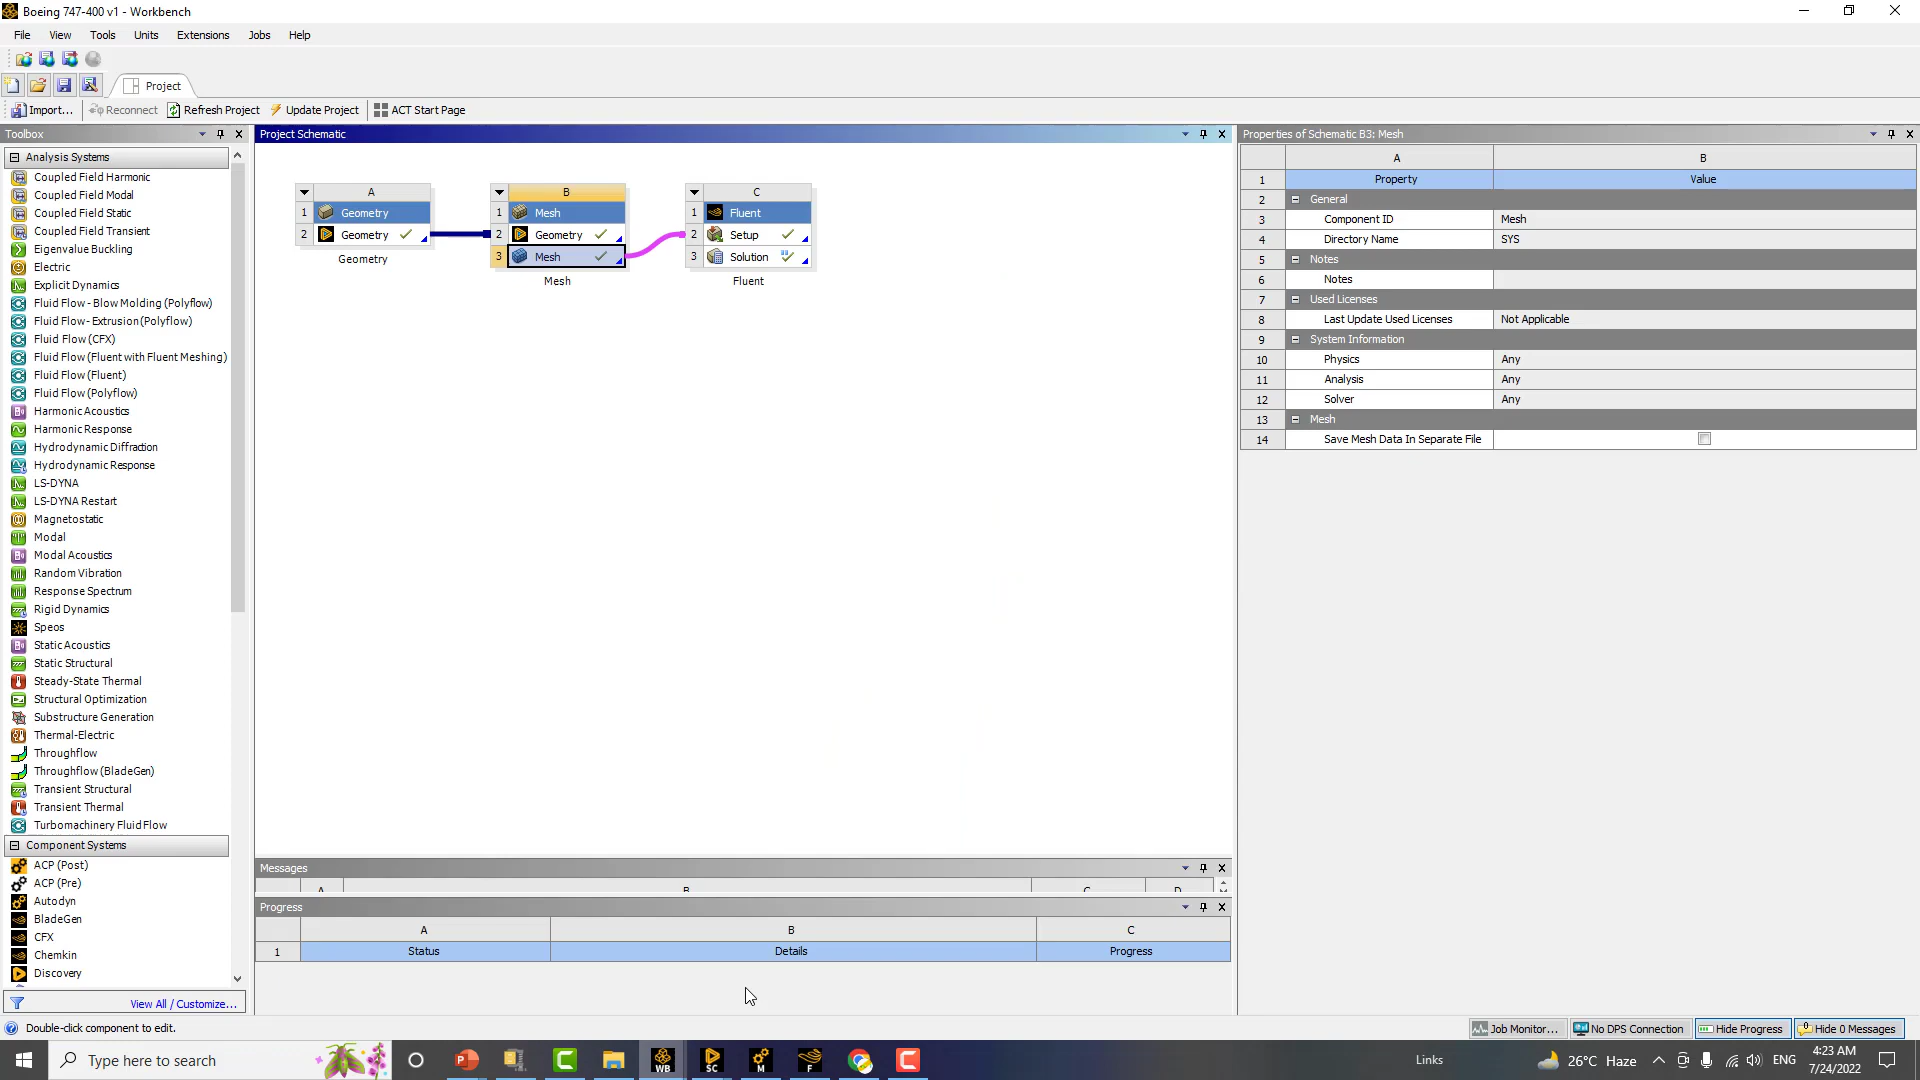 Boeing 747-400 v1 - Workbench
File View Tools Units Extensions Jobs Help
Project
Import... Reconnect Refresh Project Update Project ACT Start Page
Toolbox
Analysis Systems
Coupled Field Harmonic
Coupled Field Modal
Coupled Field Static
Coupled Field Transient
Eigenvalue Buckling
Electric
Explicit Dynamics
Fluid Flow - Blow Molding (Polyflow)
Fluid Flow- Extrusion (Polyflow)
Fluid Flow (CFX)
Fluid Flow (Fluent with Fluent Meshing)
Fluid Flow (Fluent)
Fluid Flow (Polyflow)
Harmonic Acoustics
Harmonic Response
Hydrodynamic Diffraction
Hydrodynamic Response
LS-DYNA
LS-DYNA Restart
Magnetostatic
Modal
Modal Acoustics
Random Vibration
Response Spectrum
Rigid Dynamics
Speos
Static Acoustics
Static Structural
Steady-State Thermal
Structural Optimization
Substructure Generation
Thermal-Electric
Throughflow
Throughflow (BladeGen)
Transient Structural
Transient Thermal
Turbomachinery Fluid Flow
Component Systems
ACP (Post)
ACP (Pre)
Autodyn
BladeGen
CFX
Chemkin
Discovery
View All / Customize...
Project Schematic
A
1 Geometry
2 Geometry
Geometry
B
1 Mesh
2 Geometry
3 Mesh
Mesh
C
1 Fluent
2 Setup
3 Solution
Fluent
Messages
A B C D
Progress
A B C
1 Status Details Progress
Properties of Schematic B3: Mesh
A B
1 Property Value
2 General
3 Component ID Mesh
4 Directory Name SYS
5 Notes
6 Notes
7 Used Licenses
8 Last Update Used Licenses Not Applicable
9 System Information
10 Physics Any
11 Analysis Any
12 Solver Any
13 Mesh
14 Save Mesh Data In Separate File
Double-click component to edit.
Job Monitor... No DPS Connection Hide Progress Hide 0 Messages
Type here to search
P WB SC M F
Links 26°C Haze ENG
4:23 AM
7/24/2022